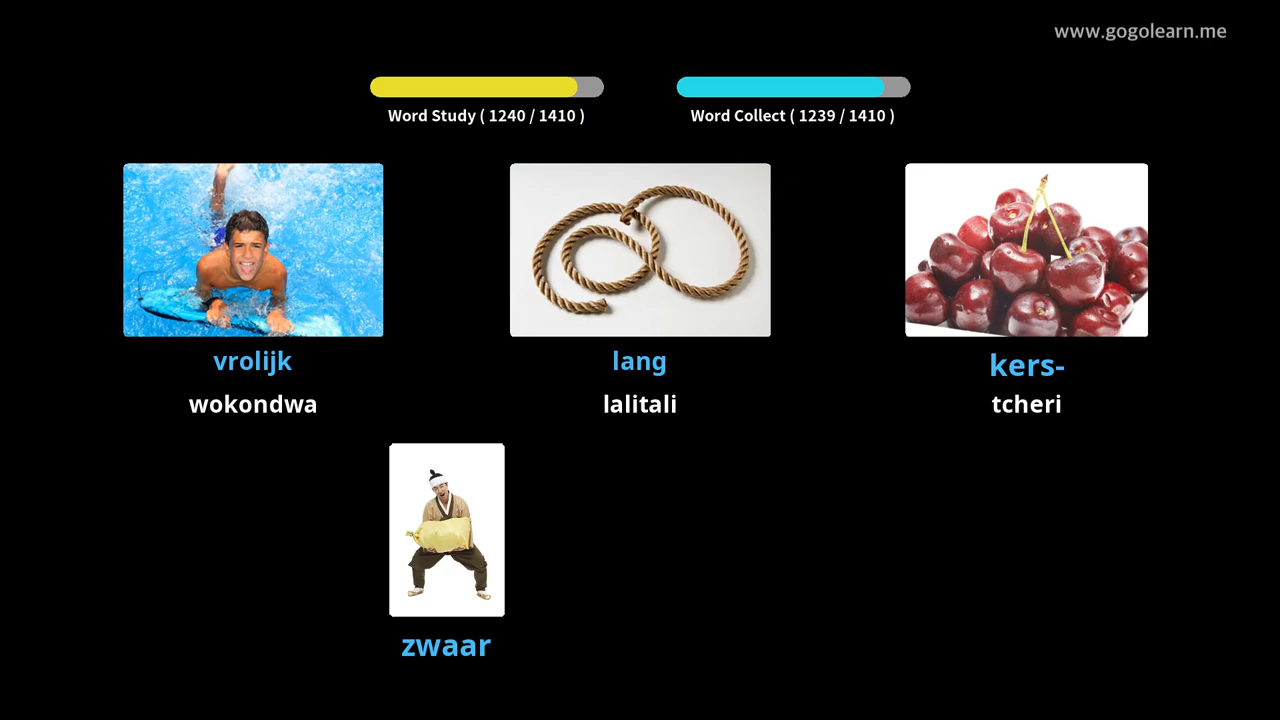 www.gogolearn.me
Word Study ( 1240 / 1410 )
Word Collect ( 1239 / 1410 )
vrolijk
lang
kers-
wokondwa
lalitali
tcheri
zwaar